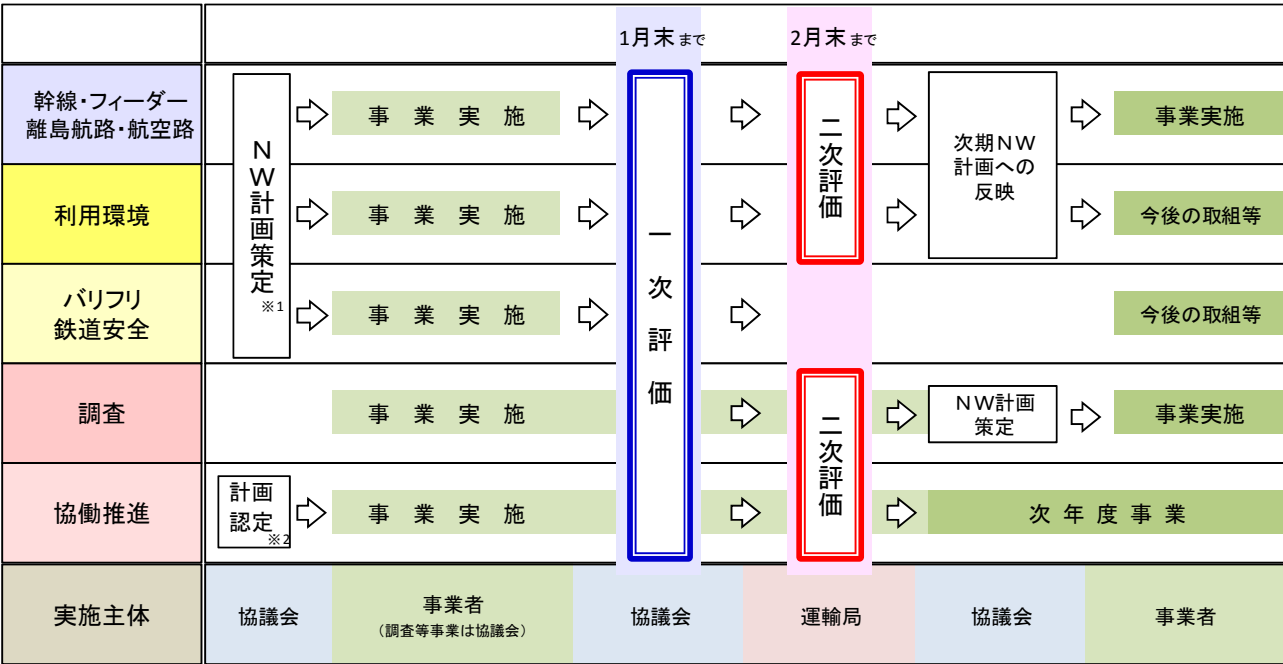 1月末まで
2月末まで
幹線・フィーダー
離島航路・航空路
NW計画策定
※1
事業実施
一次評価
二次評価
次期NW
計画への
反映
事業実施
利用環境
事業実施
今後の取組等
バリフリ
鉄道安全
事業実施
今後の取組等
調査
事業実施
二次評価
NW計画
策定
事業実施
協働推進
計画
認定
※2
事業実施
次年度事業
実施主体
協議会
事業者
(調査等事業は協議会)
協議会
運輸局
協議会
事業者